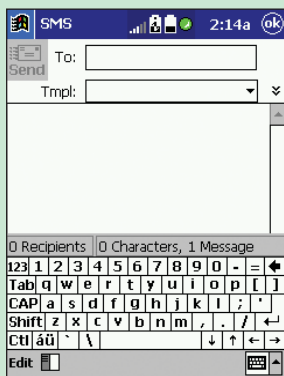 SMS 2:14a ok
To:
Send
Tmpl:
0 Recipients 0 Characters, 1 Message
123 1 2 3 4 5 6 7 8 9 0 - =
Tab q w e r t y u i o p [ ]
CAP a s d f g h j k l ; '
Shift z x c v b n m , . /
Ctl áü ` \
Edit